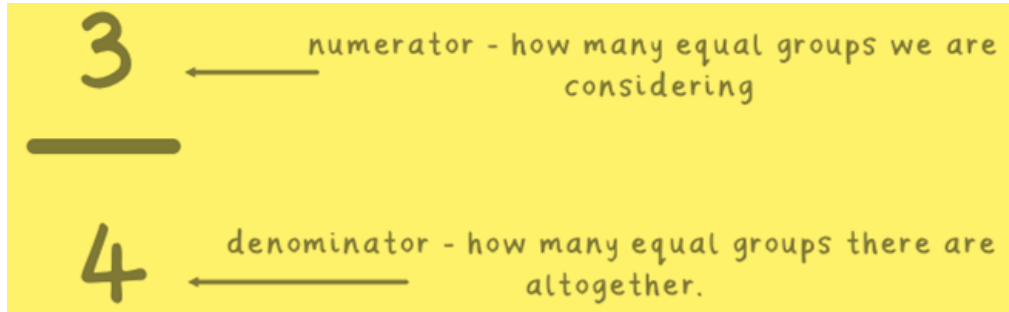 3
numerator - how many equal groups we are
considering
4
denominator - how many equal groups there are
altogether.